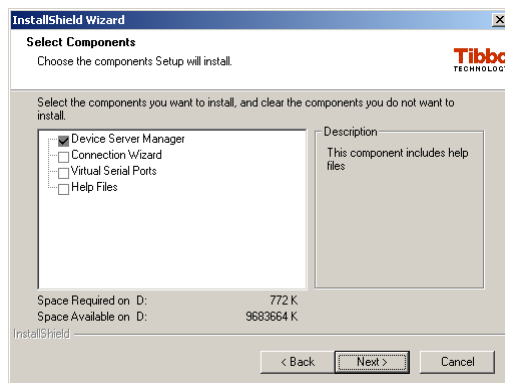 InstallShield Wizard
Select Components
Choose the components Setup will install.
Tibbo
TECHNOLOGY
Select the components you want to install, and clear the components you do not want to
install.
Device Server Manager
Connection Wizard
Virtual Serial Ports
Help Files
Description
This component includes help
files
Space Required on D: 772 K
Space Available on D: 9683664 K
InstallShield
< Back
Next >
Cancel